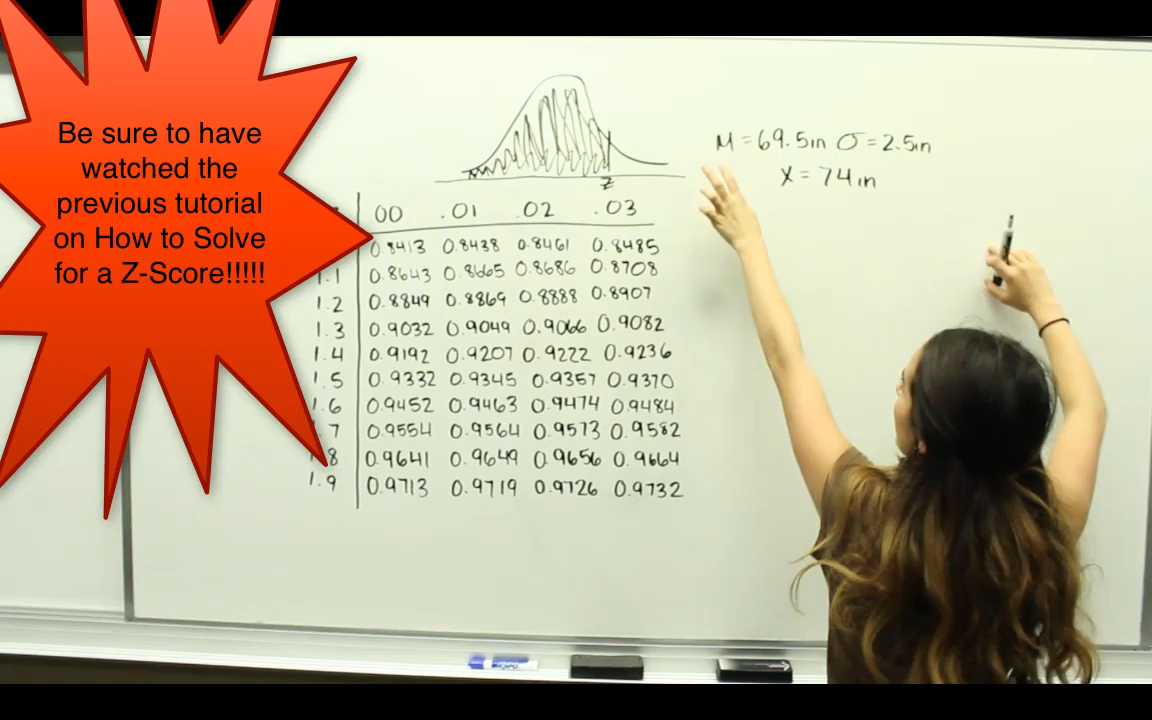 Be sure to have
watched the
previous tutorial
on How to Solve
for a Z-Score!!!!!
z
M = 69.5in σ = 2.5in
X = 74in
.00 .01 .02 .03
0.8413 0.8438 0.8461 0.8485
1.1 0.8643 0.8665 0.8686 0.8708
1.2 0.8849 0.8869 0.8888 0.8907
1.3 0.9032 0.9049 0.9066 0.9082
1.4 0.9192 0.9207 0.9222 0.9236
1.5 0.9332 0.9345 0.9357 0.9370
1.6 0.9452 0.9463 0.9474 0.9484
.7 0.9554 0.9564 0.9573 0.9582
1.8 0.9641 0.9649 0.9656 0.9664
1.9 0.9713 0.9719 0.9726 0.9732